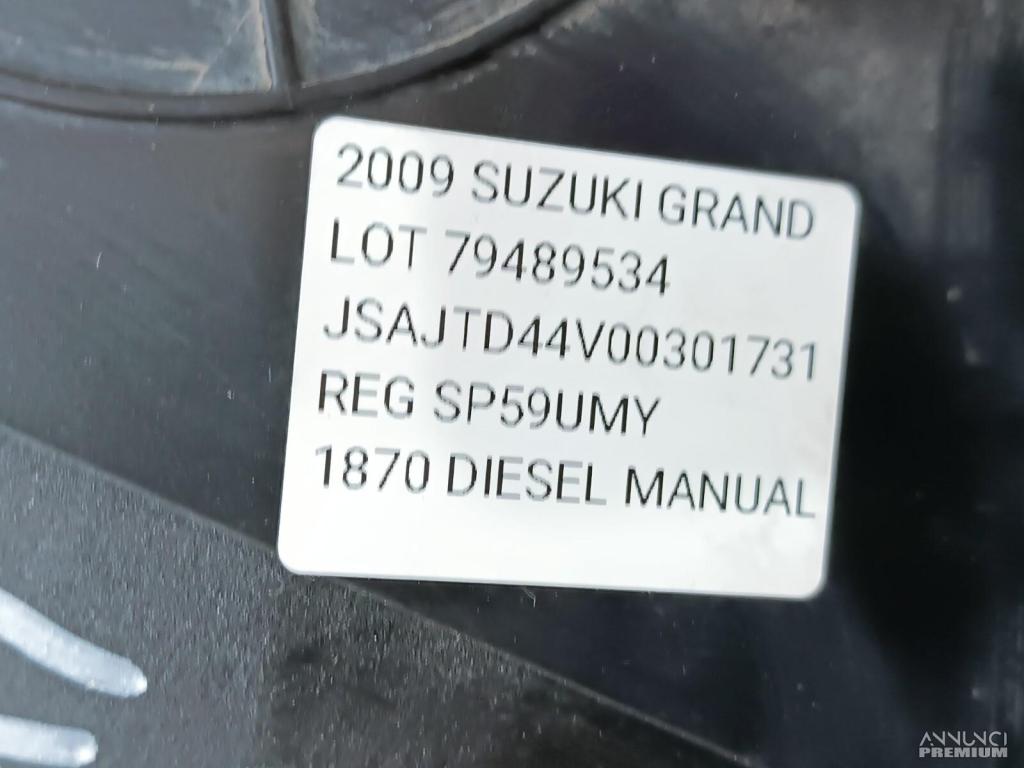 2009 SUZUKI GRAND
LOT 79489534
JSAJTD44V00301731
REG SP59UMY
1870 DIESEL MANUAL
ANNUNCI
PREMIUM